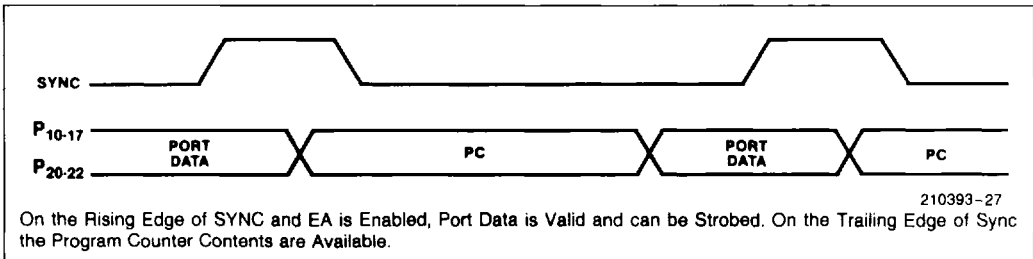 SYNC
P10-17
PORT
DATA
PC
PORT
DATA
PC
P20-22
210393-27
On the Rising Edge of SYNC and EA is Enabled, Port Data is Valid and can be Strobed. On the Trailing Edge of Sync
the Program Counter Contents are Available.